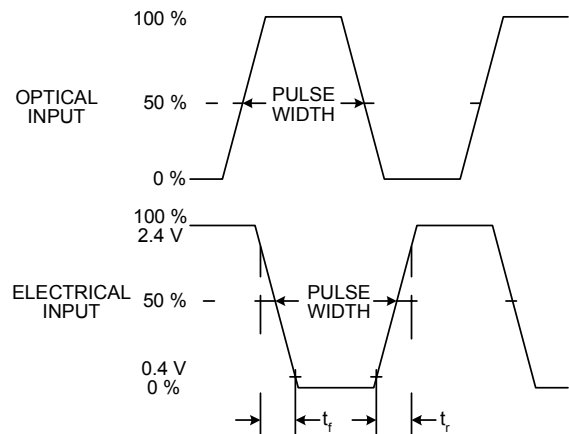 100 %
OPTICAL
INPUT
50 %
PULSE
WIDTH
0 %
100 %
2.4 V
ELECTRICAL
INPUT
50 %
PULSE
WIDTH
0.4 V
0 %
tf
tr